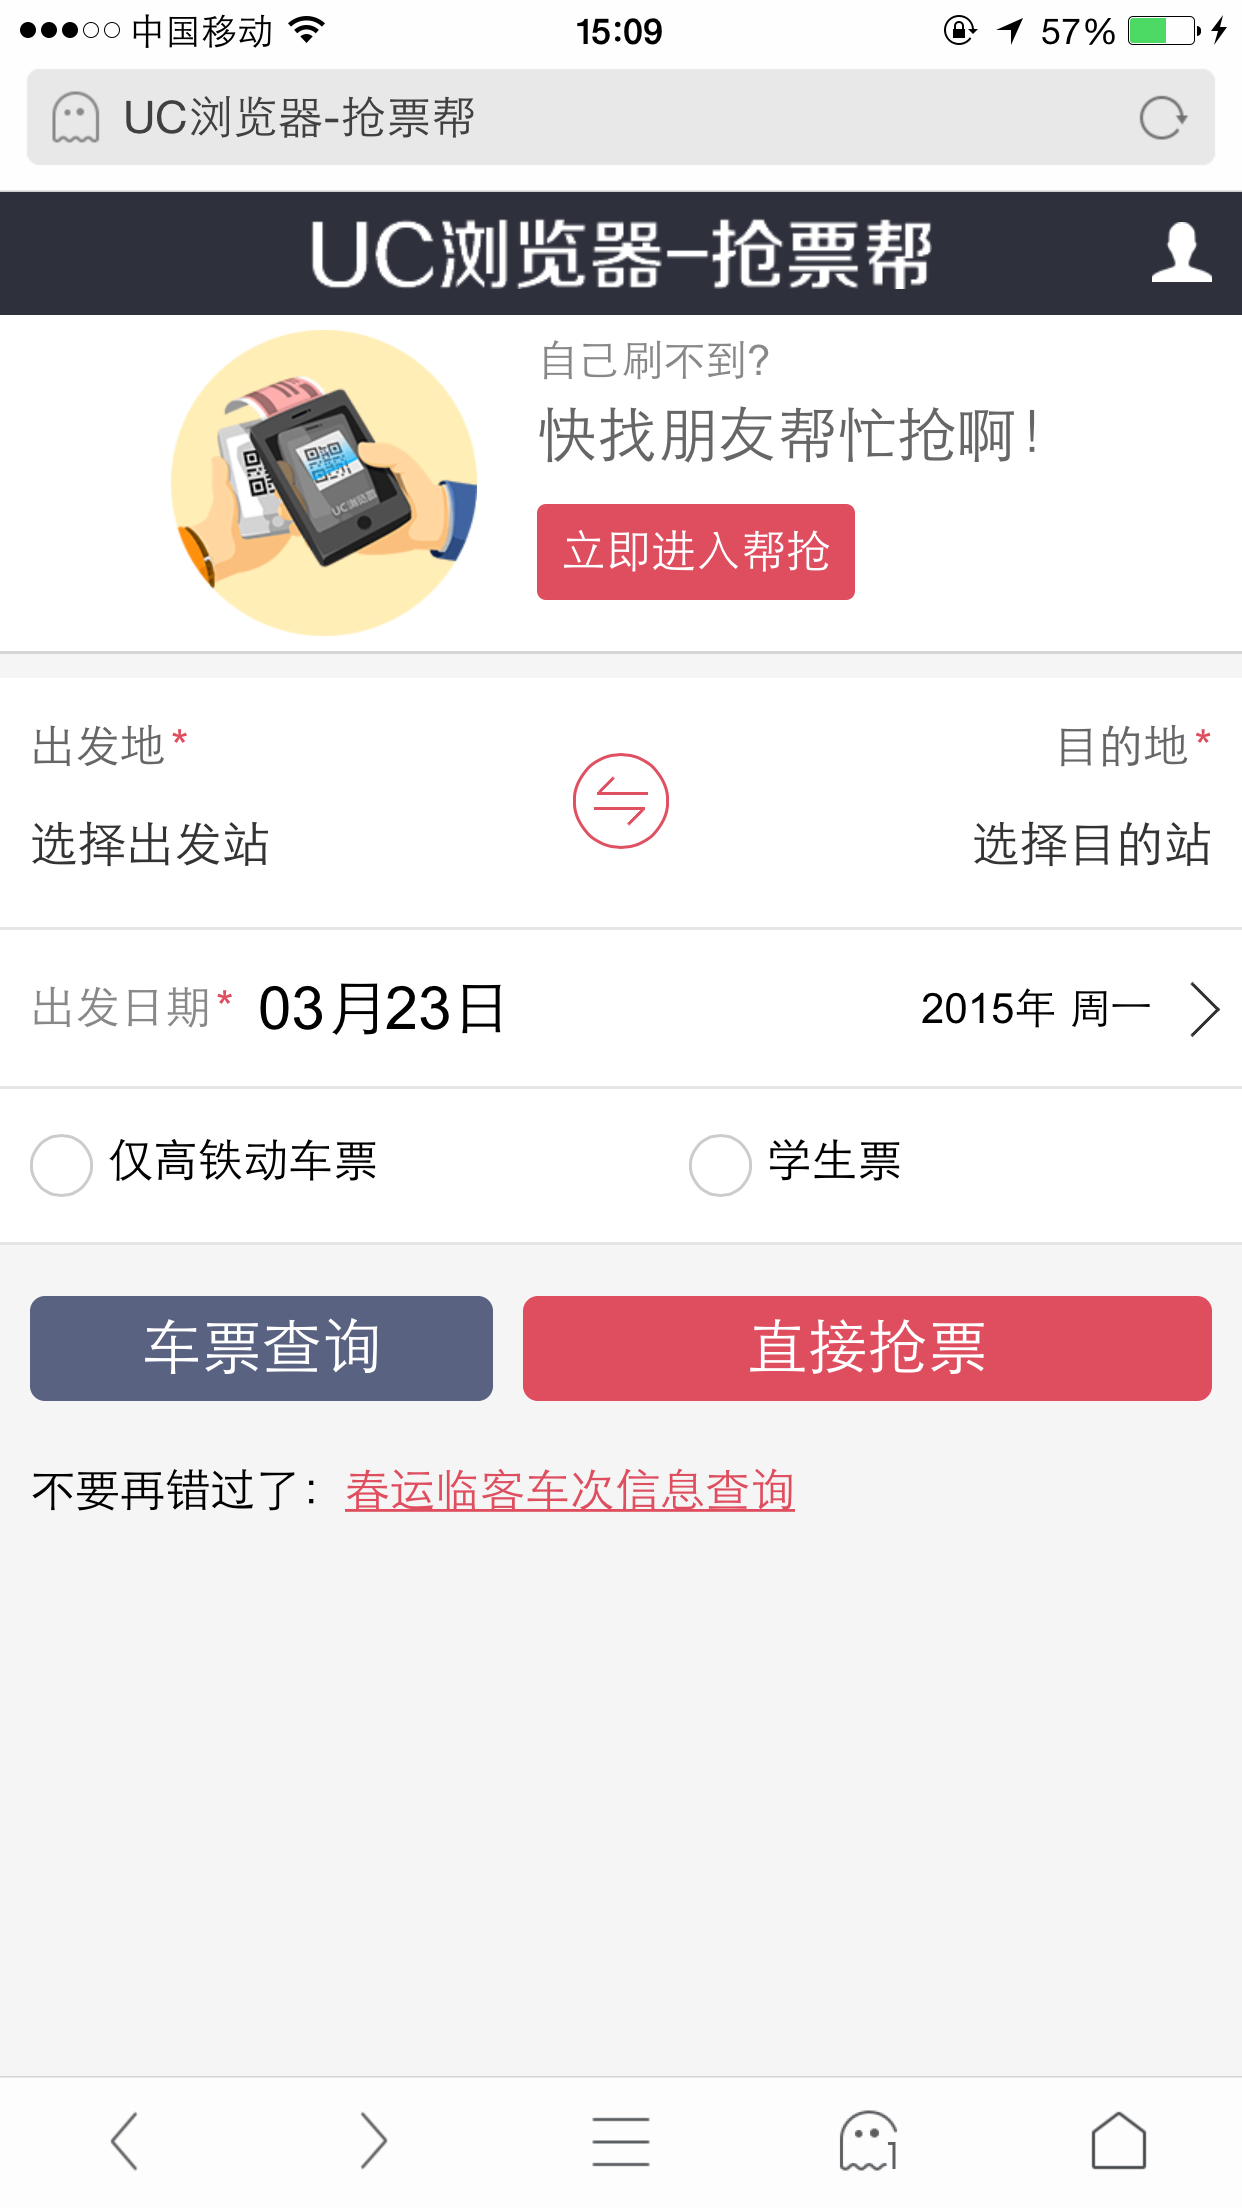 中国移动 15:09 57%
UC浏览器-抢票帮
UC浏览器-抢票帮
自己刷不到?
快找朋友帮忙抢啊!
UC浏览器
立即进入帮抢
出发地* 目的地*
选择出发站 选择目的站
出发日期* 03月23日 2015年 周一
仅高铁动车票 学生票
车票查询 直接抢票
不要再错过了: 春运临客车次信息查询
1